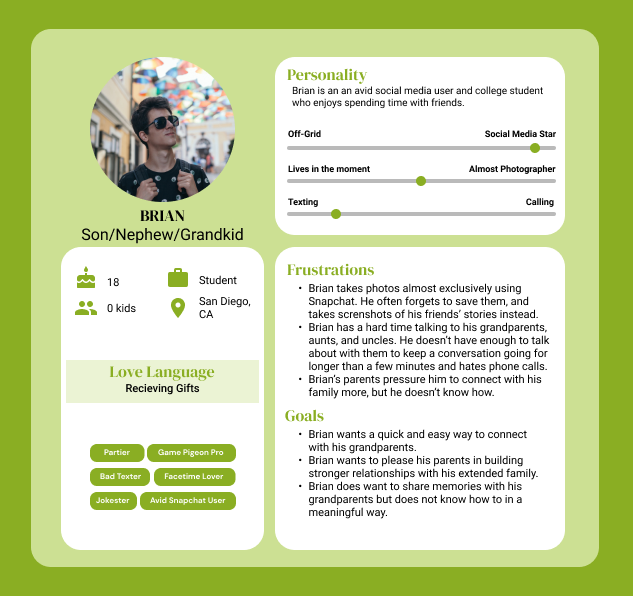 BRIAN
Son/Nephew/Grandkid
18
Student
0 kids
San Diego,
CA
Love Language
Recieving Gifts
Partier
Game Pigeon Pro
Bad Texter
Facetime Lover
Jokester
Avid Snapchat User
Personality
Brian is an an avid social media user and college student
who enjoys spending time with friends.
Off-Grid
Social Media Star
Lives in the moment
Almost Photographer
Texting
Calling
Frustrations
• Brian takes photos almost exclusively using
Snapchat. He often forgets to save them, and
takes screnshots of his friends’ stories instead.
• Brian has a hard time talking to his grandparents,
aunts, and uncles. He doesn’t have enough to talk
about with them to keep a conversation going for
longer than a few minutes and hates phone calls.
• Brian’s parents pressure him to connect with his
family more, but he doesn’t know how.
Goals
• Brian wants a quick and easy way to connect
with his grandparents.
• Brian wants to please his parents in building
stronger relationships with his extended family.
• Brian does want to share memories with his
grandparents but does not know how to in a
meaningful way.